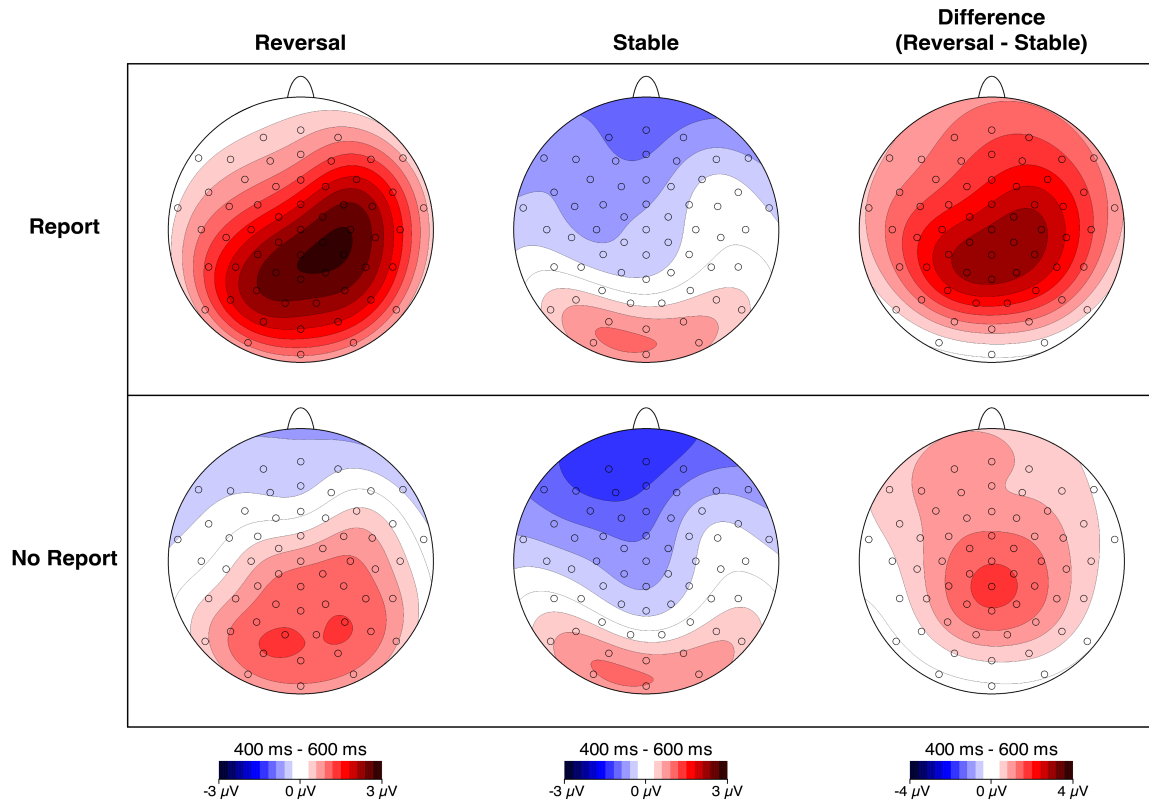 Reversal
Stable
Difference
(Reversal - Stable)
Report
No Report
400 ms - 600 ms
-3 µV
0 µV
3 µV
400 ms - 600 ms
-3 µV
0 µV
3 µV
400 ms - 600 ms
-4 µV
0 µV
4 µV